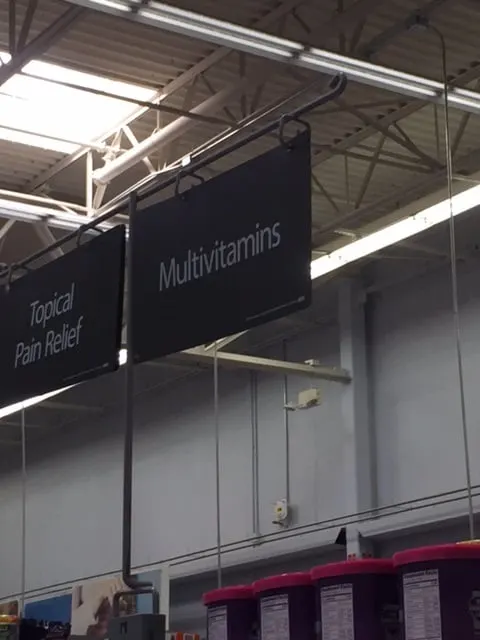 Topical
Pain Relief
Multivitamins